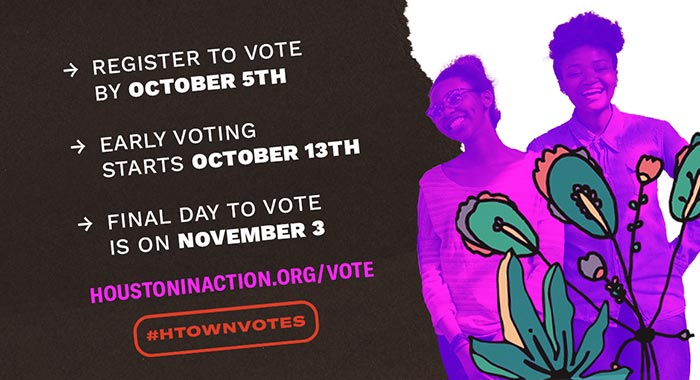 → REGISTER TO VOTE
BY OCTOBER 5TH
→ EARLY VOTING
STARTS OCTOBER 13TH
→ FINAL DAY TO VOTE
IS ON NOVEMBER 3
HOUSTONINACTION.ORG/VOTE
#HTOWNVOTES